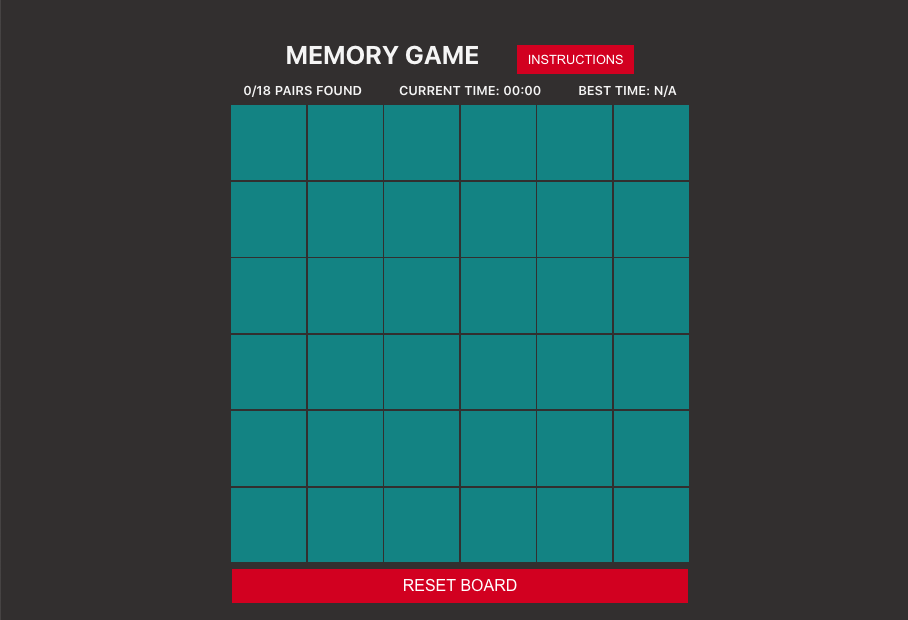 MEMORY GAME
INSTRUCTIONS
0/18 PAIRS FOUND
CURRENT TIME: 00:00
BEST TIME: N/A
RESET BOARD